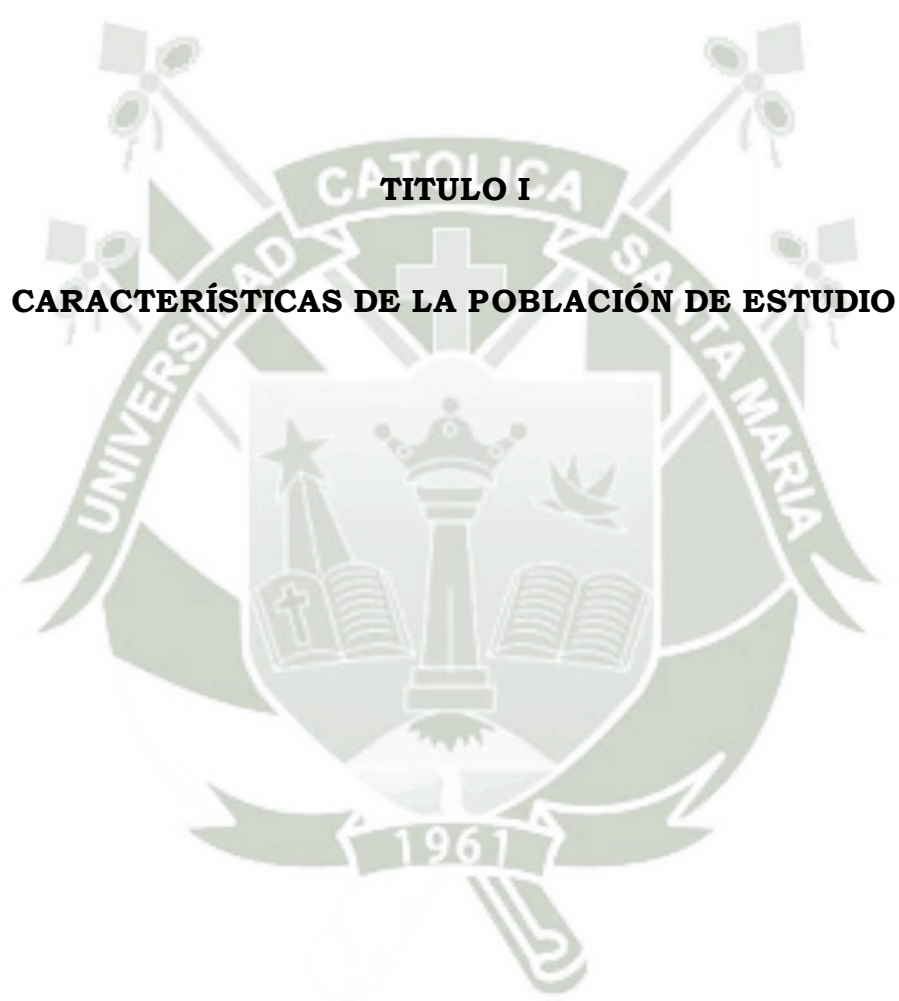 CATOLICA
TITULO I
UNIVERSIDAD
SANTA MARIA
CARACTERÍSTICAS DE LA POBLACIÓN DE ESTUDIO
1961